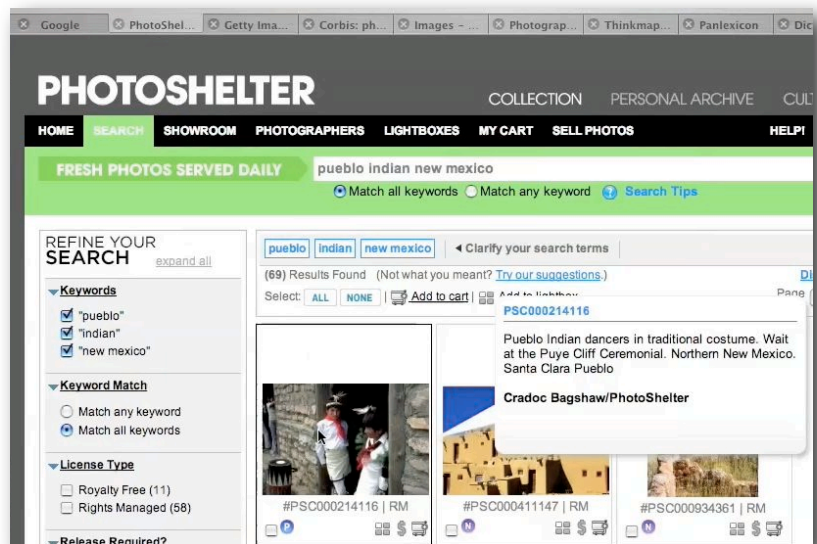 Google
PhotoShel...
Getty Ima...
Corbis: ph...
Images – ...
Photograp...
Thinkmap...
Panlexicon
Dic
PHOTOSHELTER
COLLECTION
PERSONAL ARCHIVE
CUL
HOME
SEARCH
SHOWROOM
PHOTOGRAPHERS
LIGHTBOXES
MY CART
SELL PHOTOS
HELP!
FRESH PHOTOS SERVED DAILY
pueblo indian new mexico
Match all keywords
Match any keyword
Search Tips
REFINE YOUR
SEARCH
expand all
Keywords
"pueblo"
"indian"
"new mexico"
Keyword Match
Match any keyword
Match all keywords
License Type
Royalty Free (11)
Rights Managed (58)
Release Required?
pueblo
indian
new mexico
Clarify your search terms
(69) Results Found (Not what you meant? Try our suggestions.)
Di
Select: ALL NONE | Add to cart | Add to lightbox
Page
PSC000214116
Pueblo Indian dancers in traditional costume. Wait
at the Puye Cliff Ceremonial. Northern New Mexico.
Santa Clara Pueblo
Cradoc Bagshaw/PhotoShelter
#PSC000214116 | RM
#PSC000411147 | RM
#PSC000934361 | RM
P
N
N